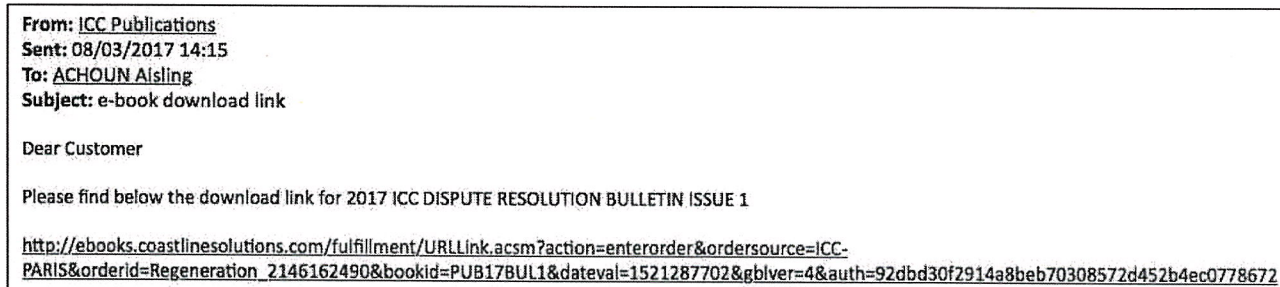 From: ICC Publications
Sent: 08/03/2017 14:15
To: ACHOUN Aisling
Subject: e-book download link
Dear Customer
Please find below the download link for 2017 ICC DISPUTE RESOLUTION BULLETIN ISSUE 1
http://ebooks.coastlinesolutions.com/fulfillment/URLLink.acsm?action=enterorder&ordersource=ICC-
PARIS&orderid=Regeneration_2146162490&bookid=PUB17BUL1&dateval=1521287702&gblver=4&auth=92dbd30f2914a8beb70308572d452b4ec0778672